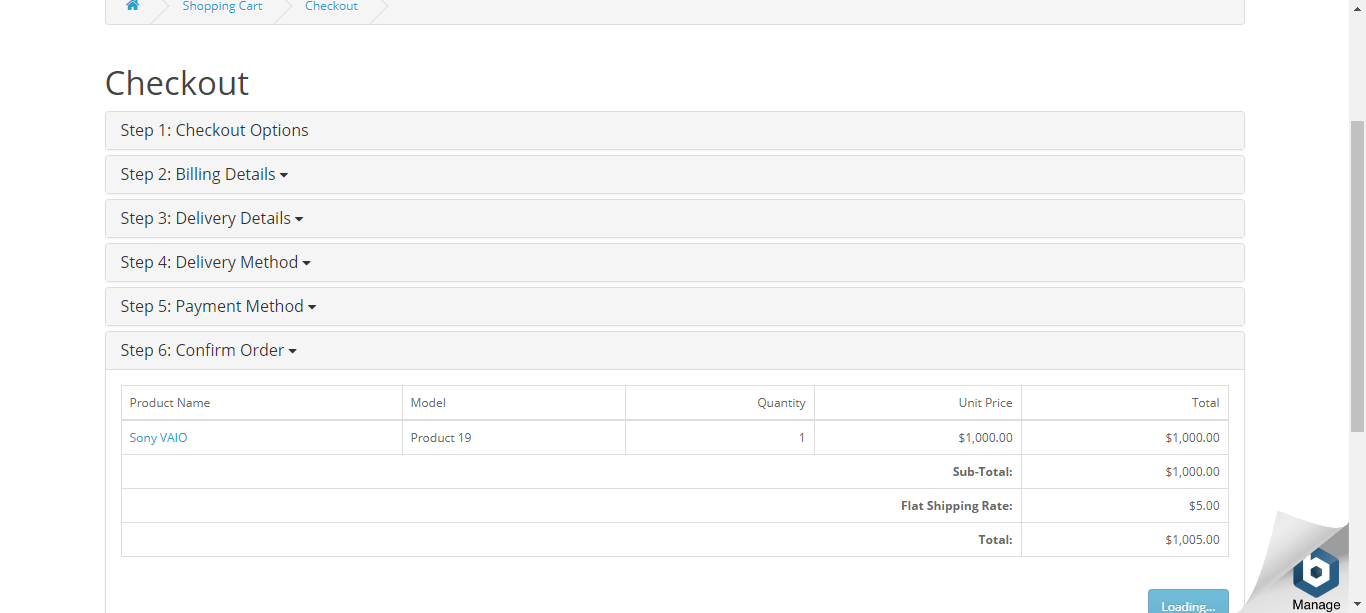 Shopping Cart Checkout
Checkout
Step 1: Checkout Options
Step 2: Billing Details
Step 3: Delivery Details
Step 4: Delivery Method
Step 5: Payment Method
Step 6: Confirm Order
Product Name Model Quantity Unit Price Total
Sony VAIO Product 19 1 $1,000.00 $1,000.00
Sub-Total: $1,000.00
Flat Shipping Rate: $5.00
Total: $1,005.00
Loading...
b
Manage